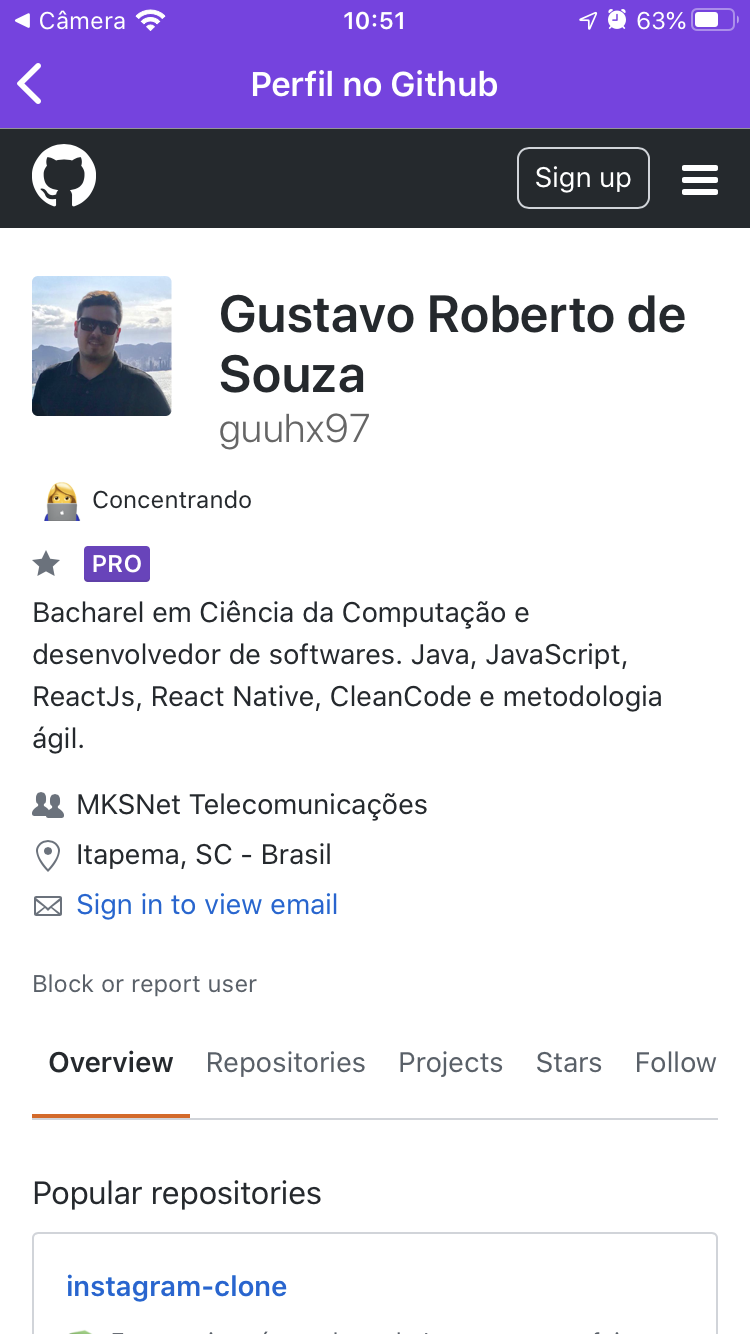 Câmera 10:51 63%
Perfil no Github
Sign up
Gustavo Roberto de
Souza
guuhx97
Concentrando
PRO
Bacharel em Ciência da Computação e
desenvolvedor de softwares. Java, JavaScript,
ReactJs, React Native, CleanCode e metodologia
ágil.
MKSNet Telecomunicações
Itapema, SC - Brasil
Sign in to view email
Block or report user
Overview Repositories Projects Stars Follow
Popular repositories
instagram-clone